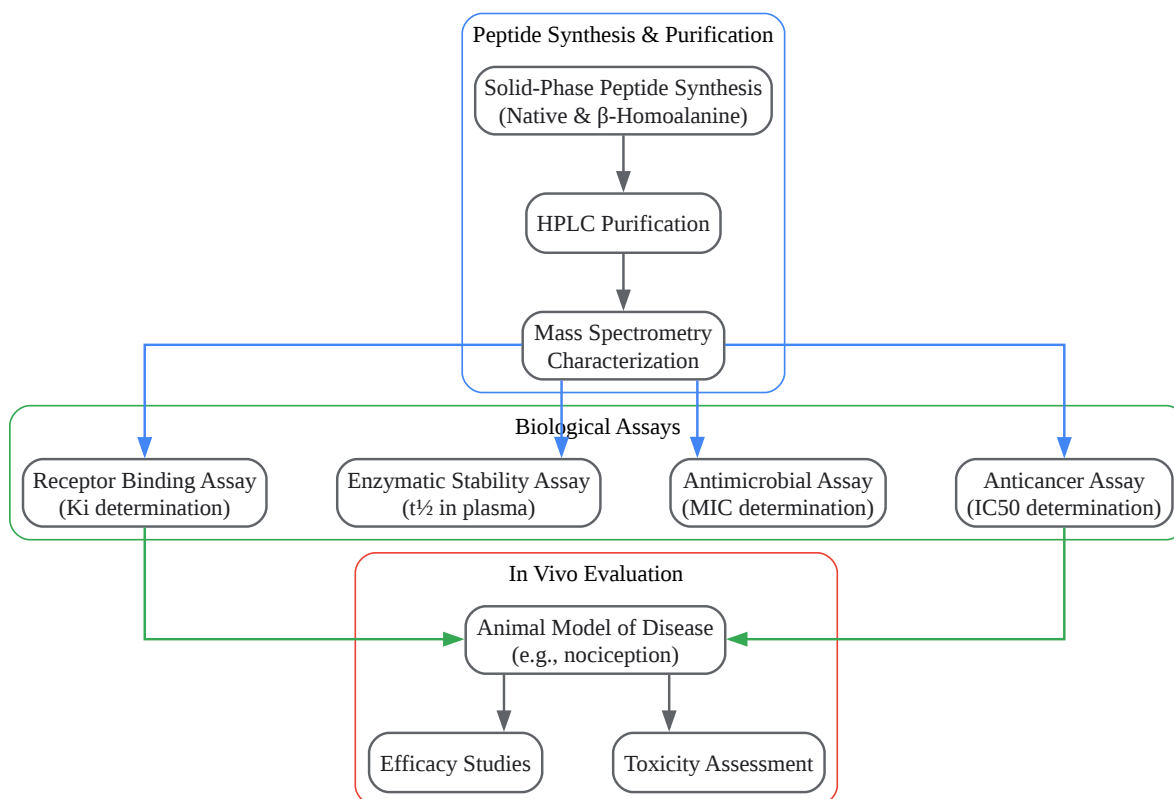 Peptide Synthesis & Purification
Solid-Phase Peptide Synthesis
(Native & β-Homoalanine)
HPLC Purification
Mass Spectrometry
Characterization
Biological Assays
Receptor Binding Assay
(Ki determination)
Enzymatic Stability Assay
(t½ in plasma)
Antimicrobial Assay
(MIC determination)
Anticancer Assay
(IC50 determination)
In Vivo Evaluation
Animal Model of Disease
(e.g., nociception)
Efficacy Studies
Toxicity Assessment